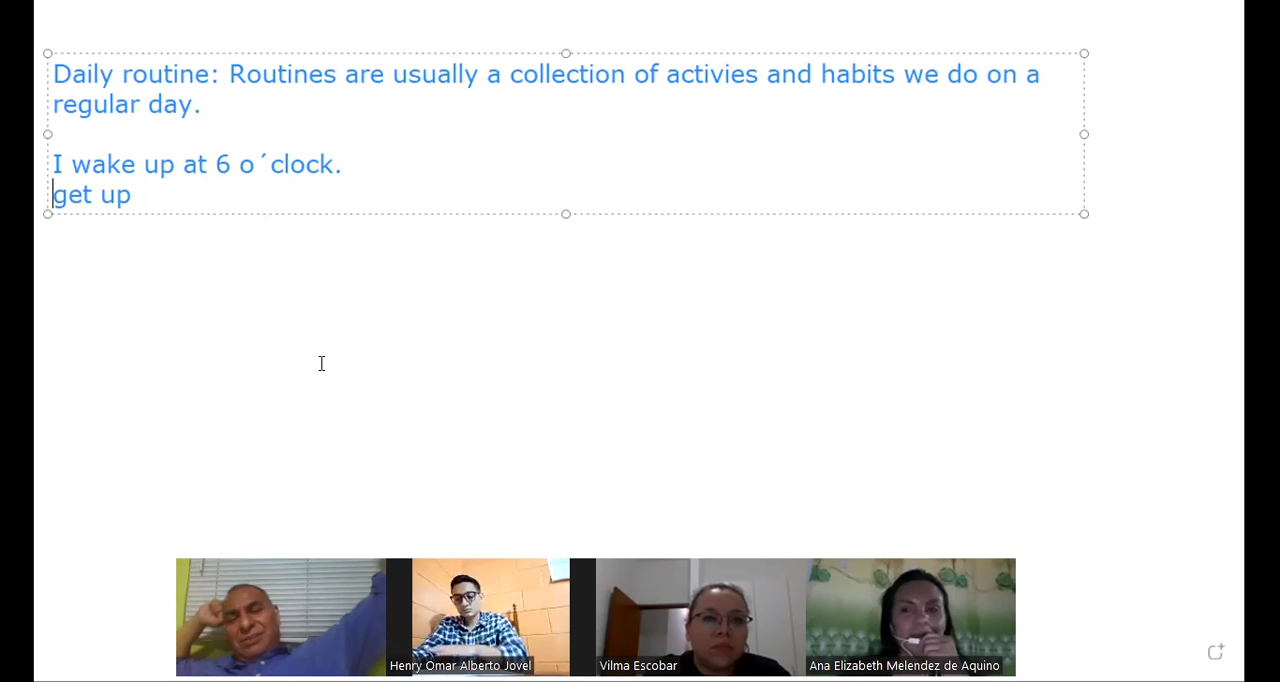 Daily routine: Routines are usually a collection of activies and habits we do on a
regular day.
I wake up at 6 o´clock.
get up
Henry Omar Alberto Jovel
Vilma Escobar
Ana Elizabeth Melendez de Aquino